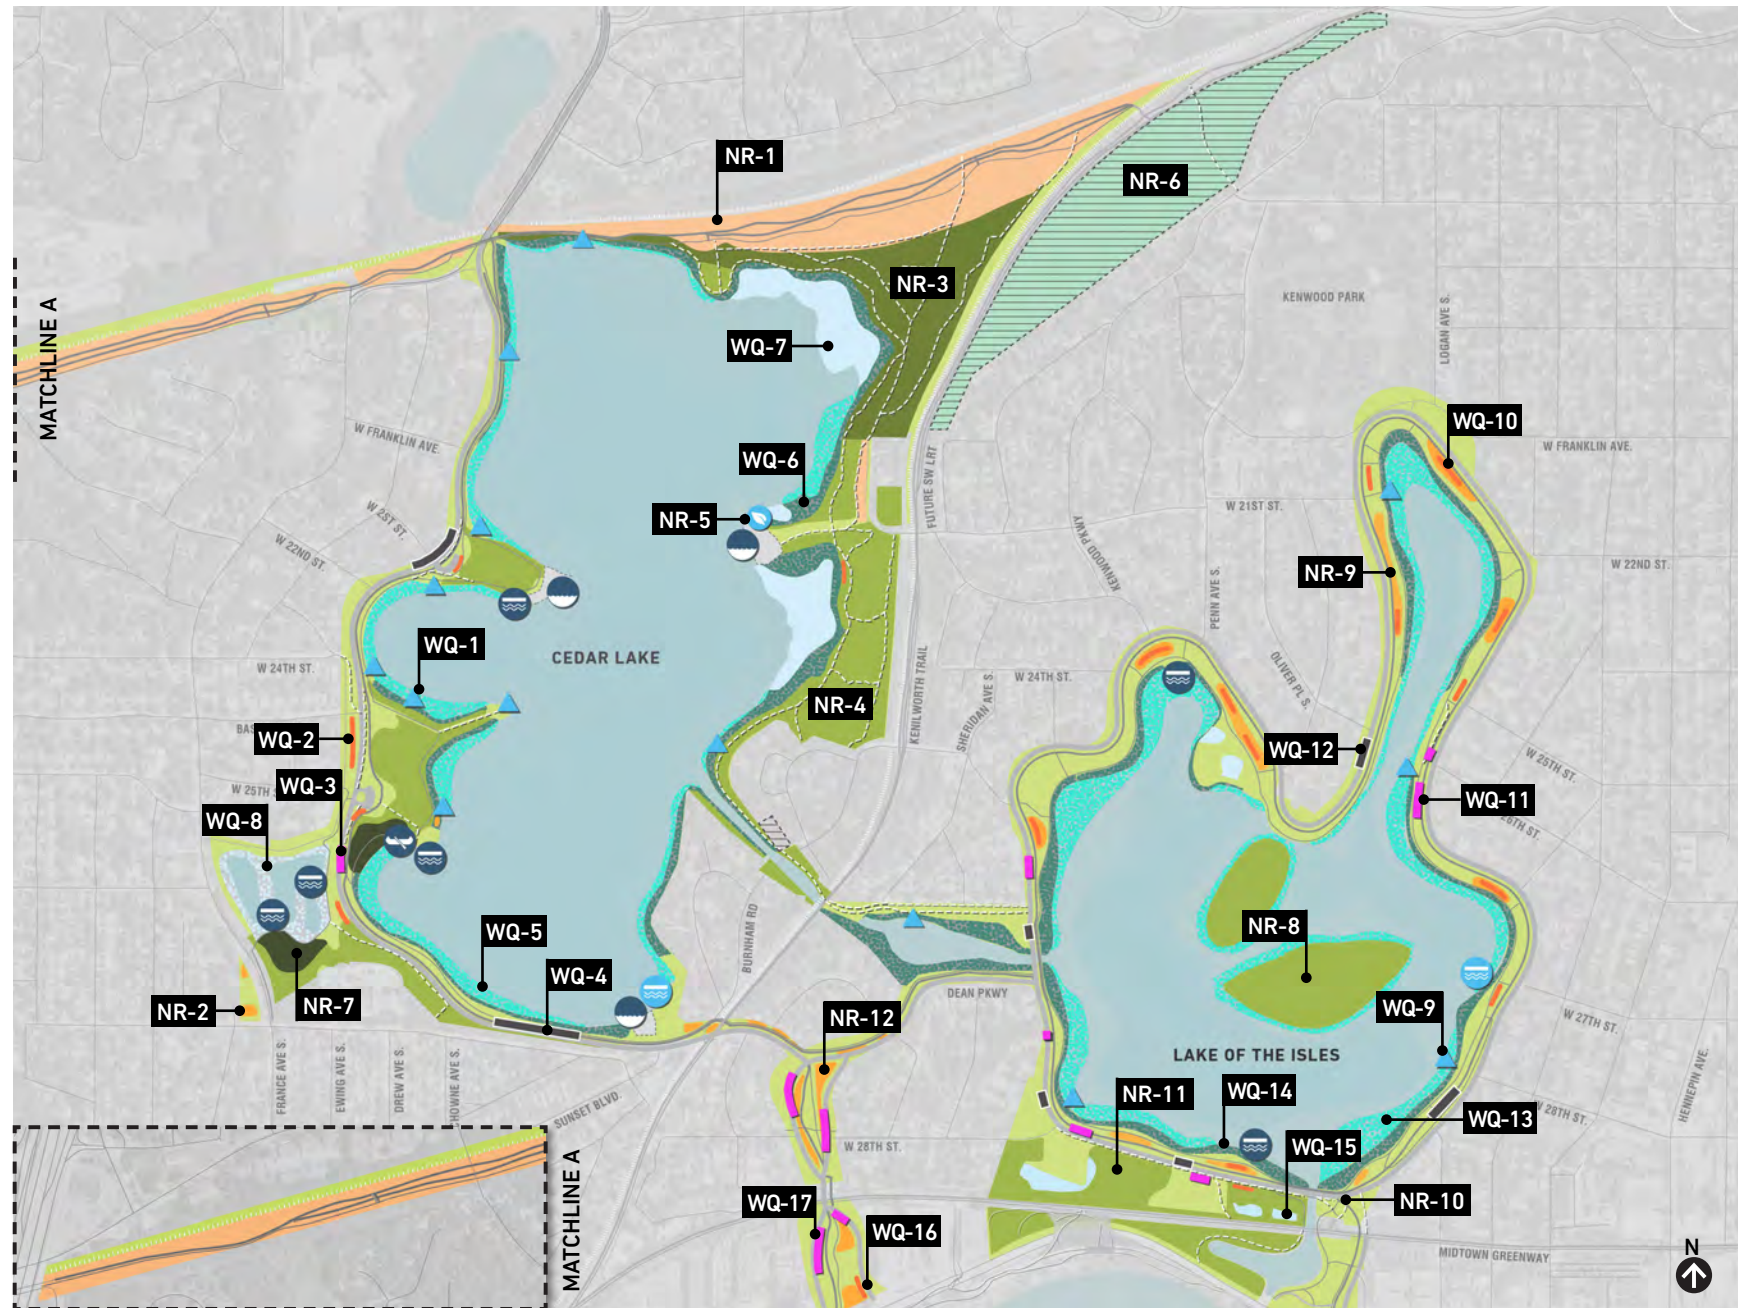 NR-1
NR-6
NR-3
KENWOOD PARK
LOGAN AVE S.
MATCHLINE A
WQ-7
WQ-10
W FRANKLIN AVE.
W FRANKLIN AVE.
WQ-6
FUTURE SW LRT
NR-5
W 21ST ST.
W 2ST ST.
W 22ND ST.
KENWOOD PKWY
NR-9
W 22ND ST.
PENN AVE S.
WQ-1
CEDAR LAKE
W 24TH ST.
W 24TH ST.
OLIVER PL S.
KENILWORTH TRAIL
SHERIDAN AVE S.
NR-4
WQ-2
WQ-12
W 25TH ST.
WQ-3
W 25TH
WQ-11
WQ-8
26TH ST.
WQ-5
BURNHAM RD
NR-8
WQ-4
DEAN PKWY
NR-2
NR-7
NR-12
WQ-9
W 27TH ST.
LAKE OF THE ISLES
FRANCE AVE S.
EWING AVE S.
DREW AVE S.
HENNEPIN AVE.
NR-11
WQ-14
WQ-13
W 28TH ST.
SUNSET BLVD.
W 28TH ST.
WQ-15
MATCHLINE A
WQ-17
WQ-16
NR-10
MIDTOWN GREENWAY
N